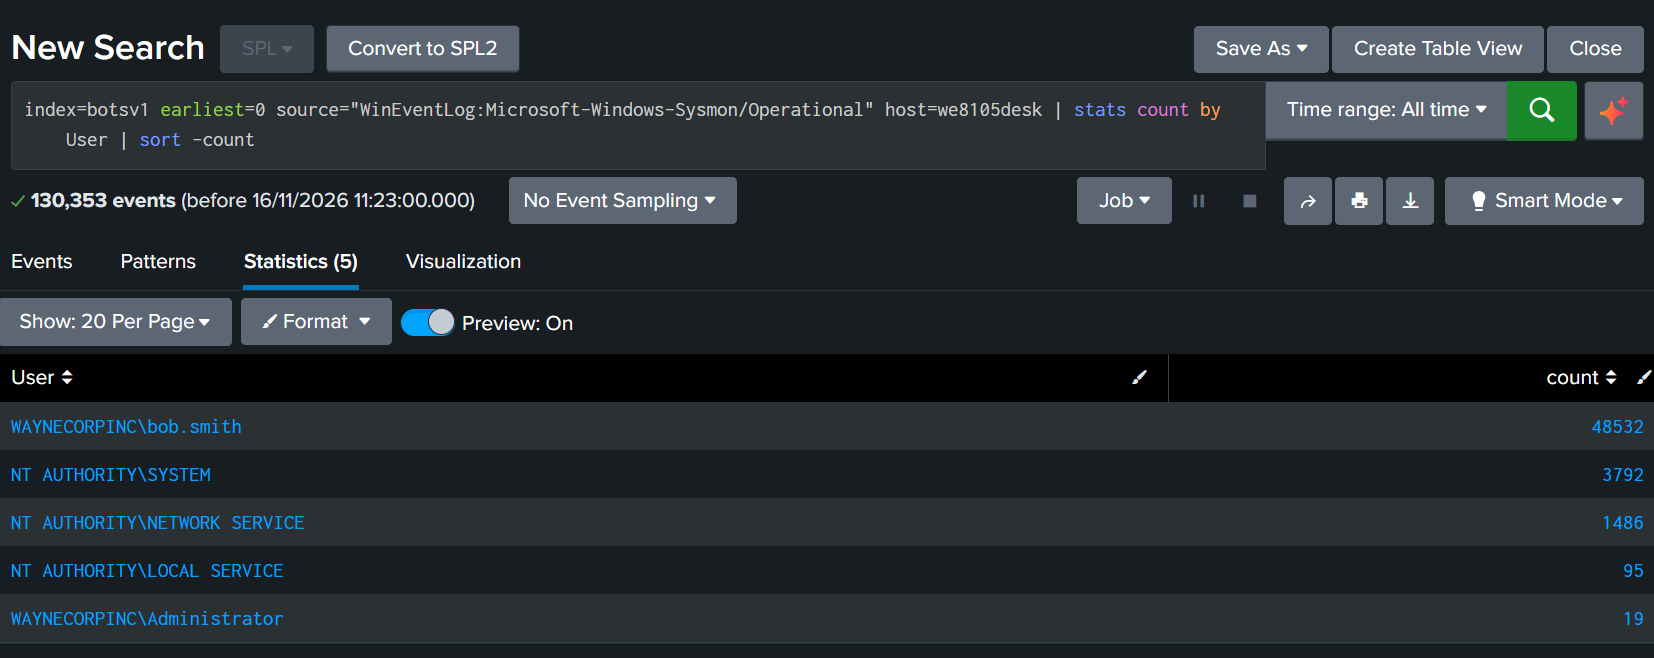 New Search SPL Convert to SPL2 Save As Create Table View Close
index=botsv1 earliest=0 source="WinEventLog:Microsoft-Windows-Sysmon/Operational" host=we8105desk | stats count by
User | sort -count
Time range: All time
130,353 events (before 16/11/2026 11:23:00.000) No Event Sampling Job Smart Mode
Events Patterns Statistics (5) Visualization
Show: 20 Per Page Format Preview: On
User count
WAYNECORPINC\bob.smith 48532
NT AUTHORITY\SYSTEM 3792
NT AUTHORITY\NETWORK SERVICE 1486
NT AUTHORITY\LOCAL SERVICE 95
WAYNECORPINC\Administrator 19